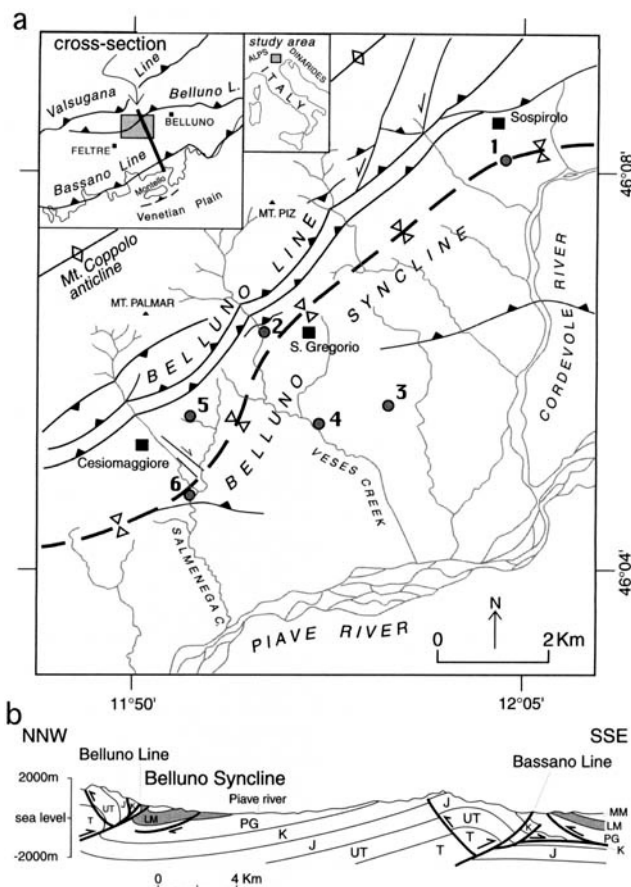 a
cross-section
Valsugana Line
Belluno L.
BELLUNO
FELTRE
Bassano Line
Montello
Venetian Plain
study area
ALPS
DINARIDES
ITALY
Sospirolo
1
46°08'
MT. PIZ
Mt. Coppolo
anticline
MT. PALMAR
BELLUNO LINE
BELLUNO SYNCLINE
2
S. Gregorio
CORDEVOLE RIVER
3
5
4
Cesiomaggiore
6
VESES CREEK
SALMENEGA C.
46°04
PIAVE RIVER
N
0 2 Km
11°50' 12°05'
b
NNW SSE
Belluno Line
Bassano Line
2000m
Belluno Syncline
Piave river
sea level
-2000m
UT J K LM T PG K J UT T J UT T K J
MM
LM
PG
K
0 4 Km